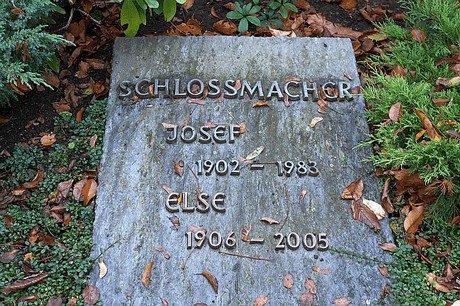 SCHLOSSMACHER
JOSEF
1902 – 1983
ELSE
1906 – 2005